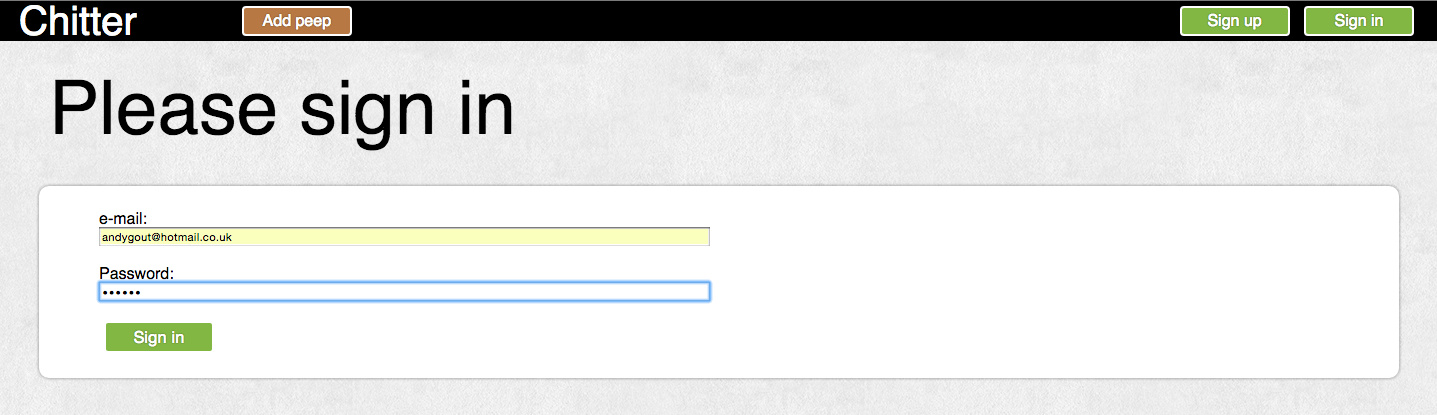 Chitter Add peep Sign up Sign in
Please sign in
e-mail:
andygout@hotmail.co.uk
Password:
••••••
Sign in